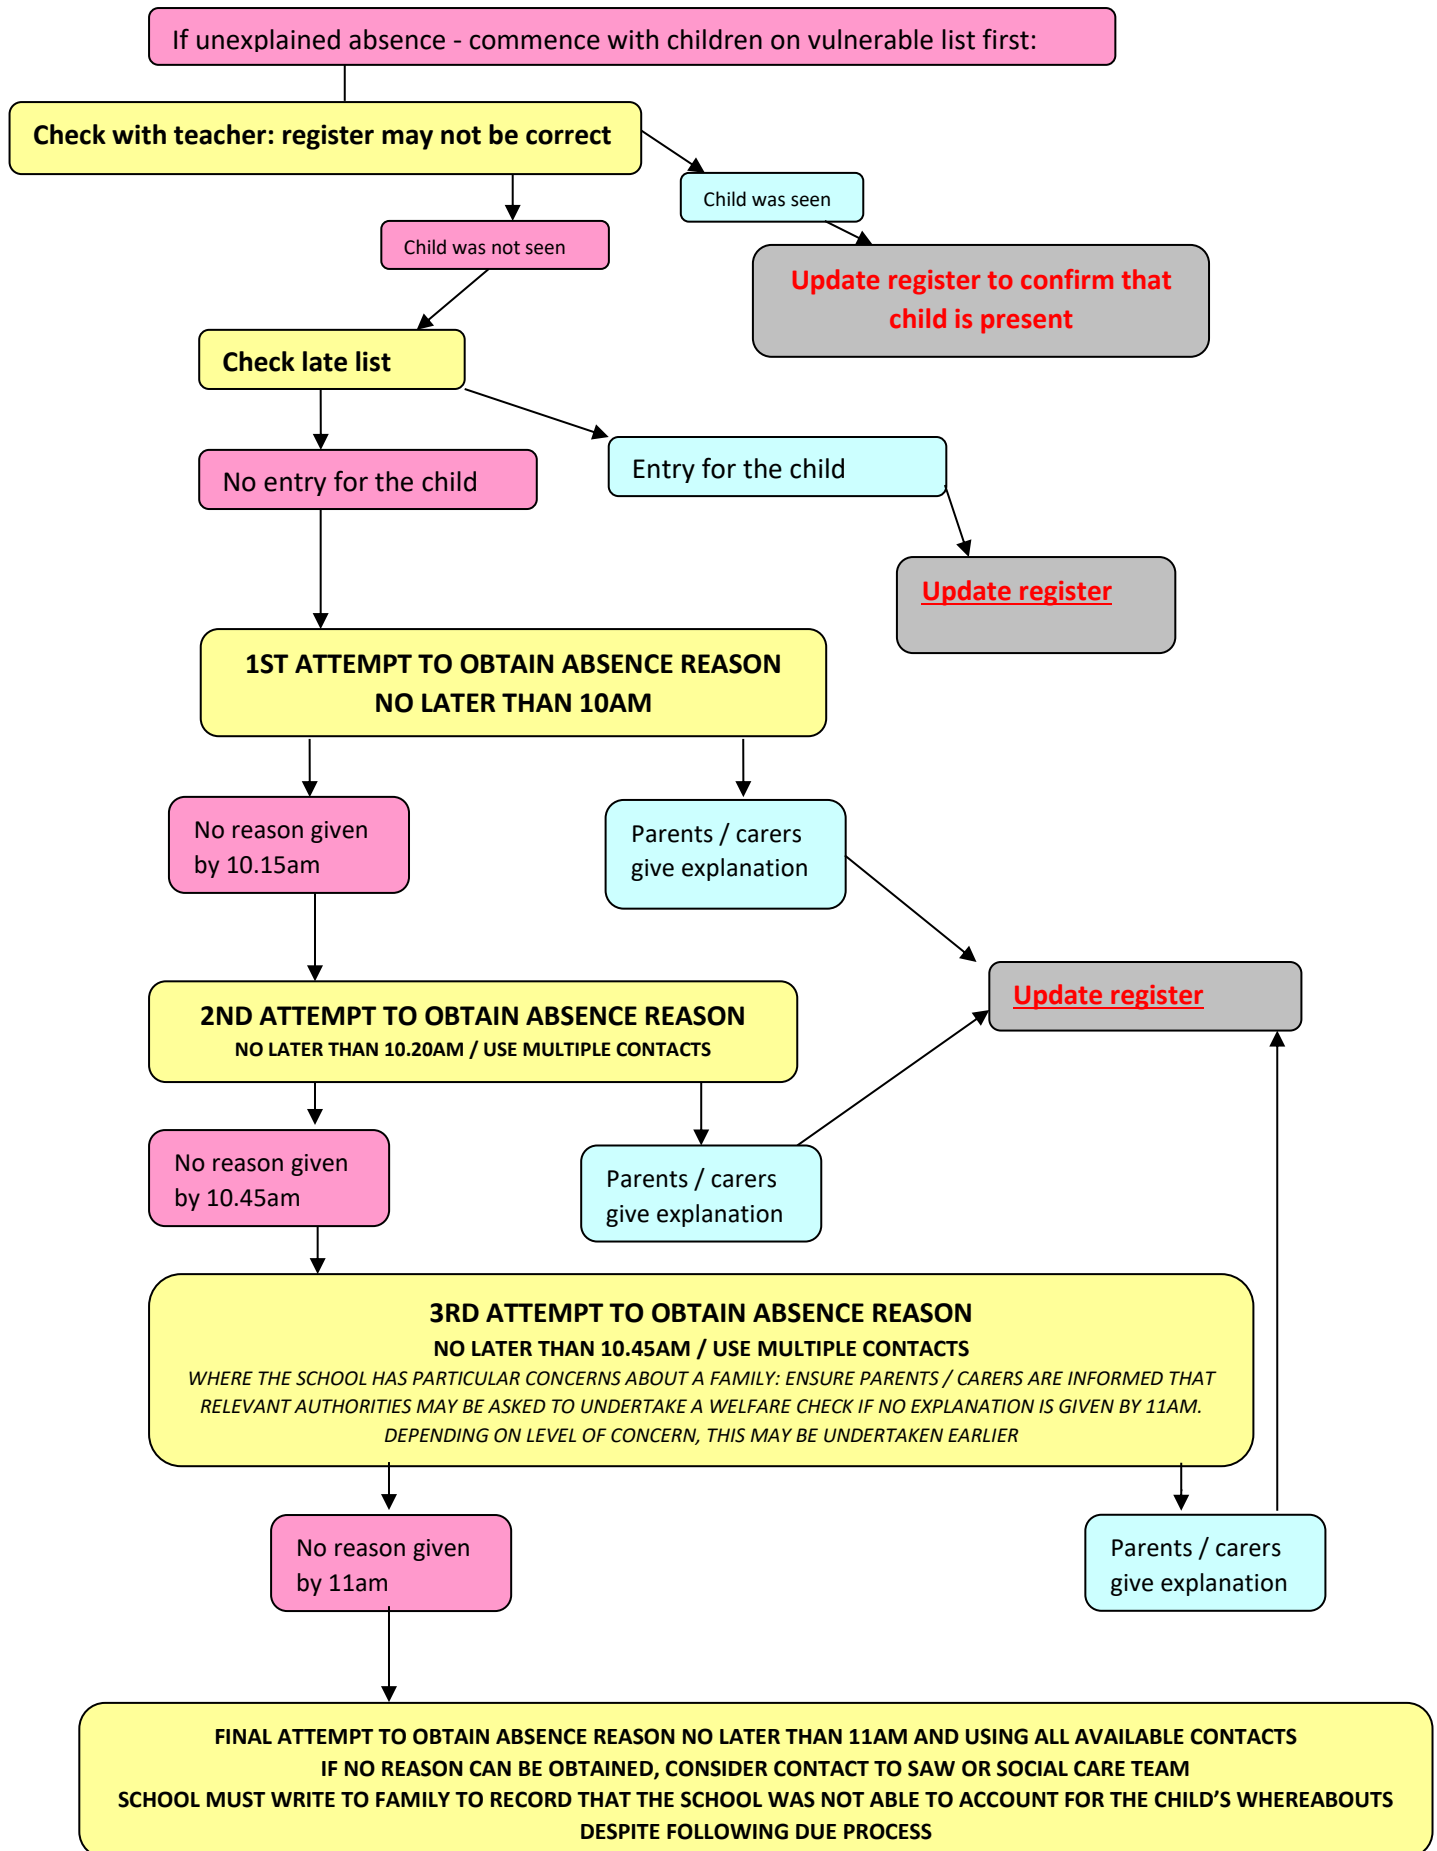 If unexplained absence - commence with children on vulnerable list first:
Check with teacher: register may not be correct
Child was seen
Child was not seen
Update register to confirm that
child is present
Check late list
Entry for the child
No entry for the child
Update register
1ST ATTEMPT TO OBTAIN ABSENCE REASON
NO LATER THAN 10AM
No reason given
by 10.15am
Parents / carers
give explanation
Update register
2ND ATTEMPT TO OBTAIN ABSENCE REASON
NO LATER THAN 10.20AM / USE MULTIPLE CONTACTS
No reason given
by 10.45am
Parents / carers
give explanation
3RD ATTEMPT TO OBTAIN ABSENCE REASON
NO LATER THAN 10.45AM / USE MULTIPLE CONTACTS
WHERE THE SCHOOL HAS PARTICULAR CONCERNS ABOUT A FAMILY: ENSURE PARENTS / CARERS ARE INFORMED THAT
RELEVANT AUTHORITIES MAY BE ASKED TO UNDERTAKE A WELFARE CHECK IF NO EXPLANATION IS GIVEN BY 11AM.
DEPENDING ON LEVEL OF CONCERN, THIS MAY BE UNDERTAKEN EARLIER
No reason given
by 11am
Parents / carers
give explanation
FINAL ATTEMPT TO OBTAIN ABSENCE REASON NO LATER THAN 11AM AND USING ALL AVAILABLE CONTACTS
IF NO REASON CAN BE OBTAINED, CONSIDER CONTACT TO SAW OR SOCIAL CARE TEAM
SCHOOL MUST WRITE TO FAMILY TO RECORD THAT THE SCHOOL WAS NOT ABLE TO ACCOUNT FOR THE CHILD'S WHEREABOUTS
DESPITE FOLLOWING DUE PROCESS